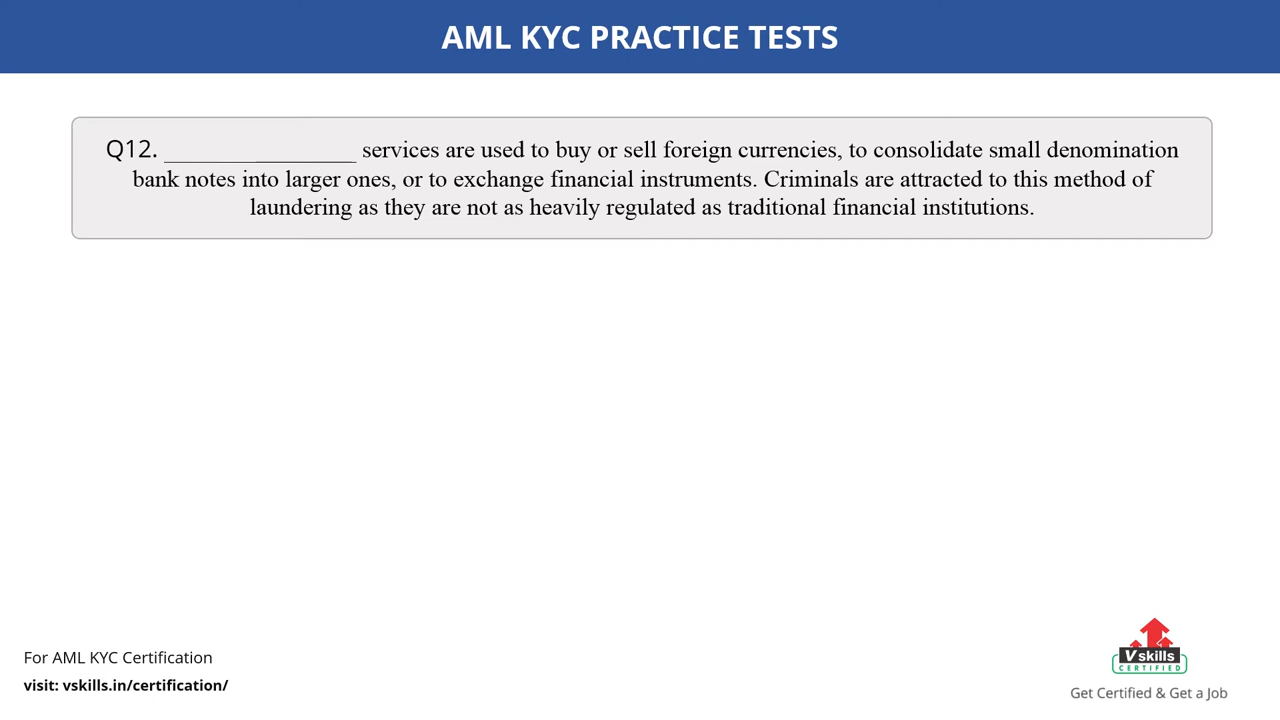 AML KYC PRACTICE TESTS
Q12. ________________ services are used to buy or sell foreign currencies, to consolidate small denomination
bank notes into larger ones, or to exchange financial instruments. Criminals are attracted to this method of
laundering as they are not as heavily regulated as traditional financial institutions.
For AML KYC Certification
visit: vskills.in/certification/
Vskills
CERTIFIED
Get Certified & Get a Job